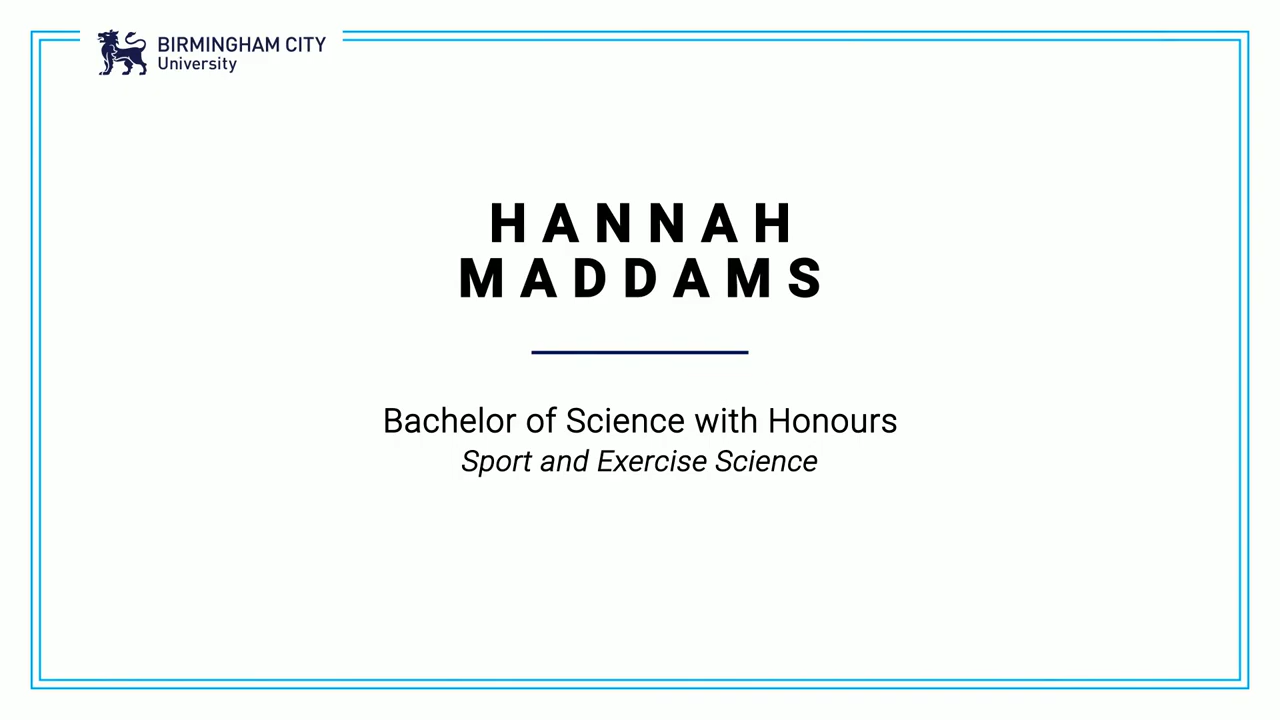 BIRMINGHAM CITY
University
HANNAH
MADDAMS
Bachelor of Science with Honours
Sport and Exercise Science